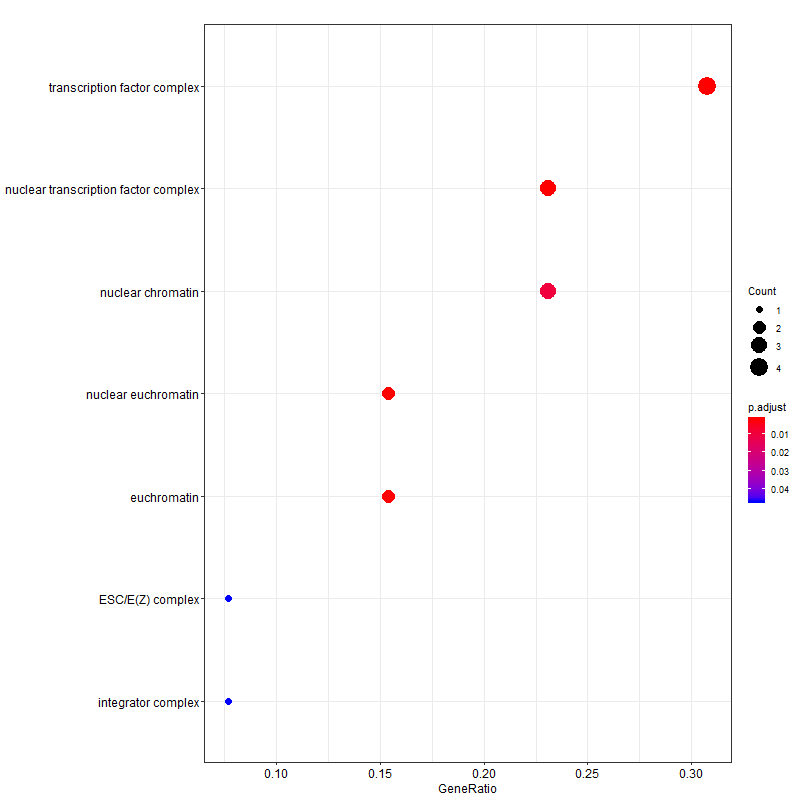 transcription factor complex
nuclear transcription factor complex
nuclear chromatin
nuclear euchromatin
euchromatin
ESC/E(Z) complex
integrator complex
0.10 0.15 0.20 0.25 0.30
GeneRatio
Count
1
2
3
4
p.adjust
0.01
0.02
0.03
0.04